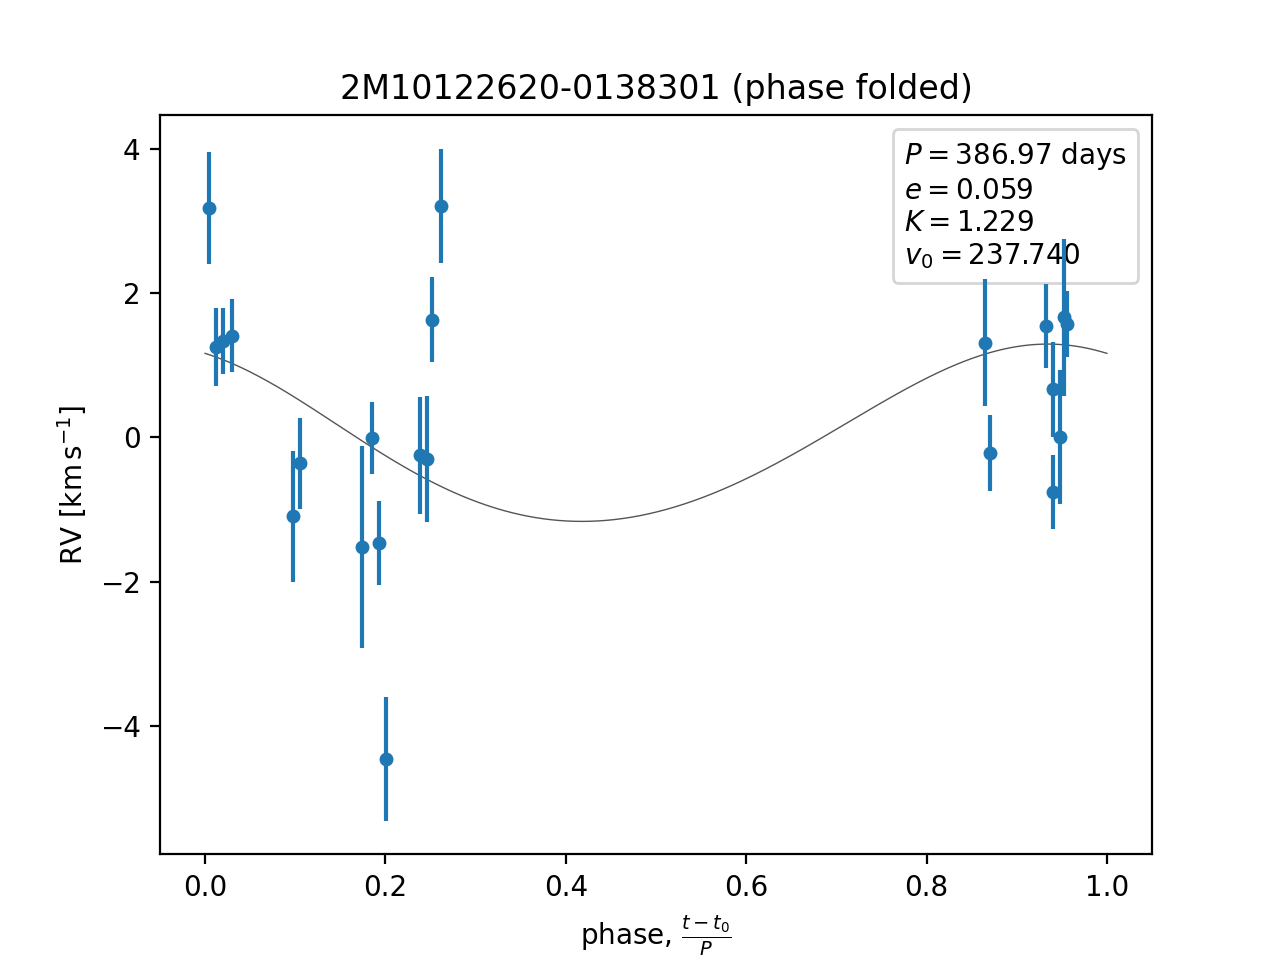 2M10122620-0138301 (phase folded)
P = 386.97 days
e = 0.059
K = 1.229
v₀ = 237.740
4
2
0
−2
−4
RV [km s⁻¹]
0.0 0.2 0.4 0.6 0.8 1.0
phase, (t − t₀)/P